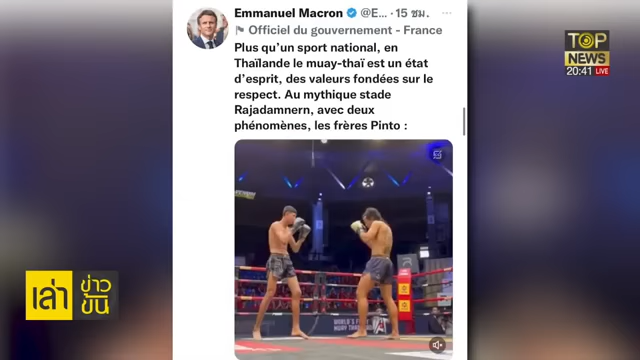 Emmanuel Macron @E... · 15 ชม.
Officiel du gouvernement - France
Plus qu’un sport national, en
Thaïlande le muay-thaï est un état
d’esprit, des valeurs fondées sur le
respect. Au mythique stade
Rajadamnern, avec deux
phénomènes, les frères Pinto :
TOP
NEWS
20:41 LIVE
เล่า
ข่าว
ข้น